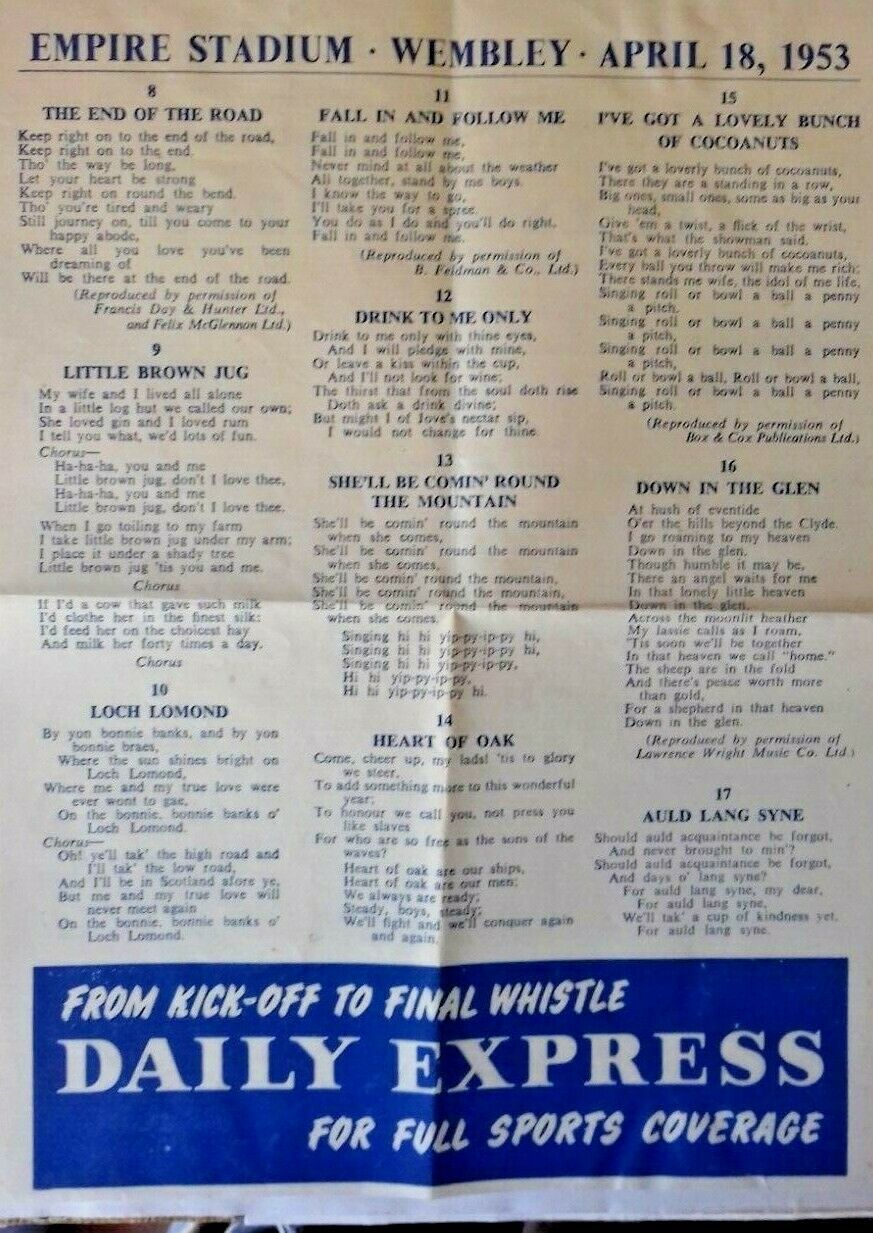 EMPIRE STADIUM · WEMBLEY · APRIL 18, 1953
8
THE END OF THE ROAD
Keep right on to the end of the road,
Keep right on to the end.
Tho' the way be long,
Let your heart be strong
Keep right on round the bend.
Tho' you're tired and weary
Still journey on, till you come to your
happy abode,
Where all you love you've been
dreaming of
Will be there at the end of the road.
(Reproduced by permission of
Francis Day & Hunter Ltd.,
and Felix McGlennon Ltd.)
9
LITTLE BROWN JUG
My wife and I lived all alone
In a little log but we called our own;
She loved gin and I loved rum
I tell you what, we'd lots of fun.
Chorus—
Ha-ha-ha, you and me
Little brown jug, don't I love thee,
Ha-ha-ha, you and me
Little brown jug, don't I love thee.
When I go toiling to my farm
I take little brown jug under my arm;
I place it under a shady tree
Little brown jug 'tis you and me.
Chorus
If I'd a cow that gave such milk
I'd clothe her in the finest silk:
I'd feed her on the choicest hay
And milk her forty times a day.
Chorus
10
LOCH LOMOND
By yon bonnie banks, and by yon
bonnie braes,
Where the sun shines bright on
Loch Lomond,
Where me and my true love were
ever wont to gae,
On the bonnie, bonnie banks o'
Loch Lomond.
Chorus—
Oh! ye'll tak' the high road and
I'll tak' the low road,
And I'll be in Scotland afore ye,
But me and my true love will
never meet again
On the bonnie, bonnie banks o'
Loch Lomond.
11
FALL IN AND FOLLOW ME
Fall in and follow me,
Fall in and follow me,
Never mind at all about the weather
All together, stand by me boys.
I know the way to go,
I'll take you for a spree.
You do as I do and you'll do right.
Fall in and follow me.
(Reproduced by permission of
B. Feldman & Co., Ltd.)
12
DRINK TO ME ONLY
Drink to me only with thine eyes,
And I will pledge with mine,
Or leave a kiss within the cup,
And I'll not look for wine;
The thirst that from the soul doth rise
Doth ask a drink divine;
But might I of Jove's nectar sip,
I would not change for thine.
13
SHE'LL BE COMIN' ROUND
THE MOUNTAIN
She'll be comin' round the mountain
when she comes,
She'll be comin' round the mountain
when she comes.
She'll be comin' round the mountain,
She'll be comin' round the mountain,
She'll be comin' round the mountain
when she comes.
Singing hi hi yip-py-ip-py hi,
Singing hi hi yip-py-ip-py hi,
Singing hi hi yip-py-ip-py,
Hi hi yip-py-ip-py,
Hi hi yip-py-ip-py hi.
14
HEART OF OAK
Come, cheer up, my lads! 'tis to glory
we steer,
To add something more to this wonderful
year;
To honour we call you, not press you
like slaves
For who are so free as the sons of the
waves?
Heart of oak are our ships,
Heart of oak are our men;
We always are ready;
Steady, boys, steady;
We'll fight and we'll conquer again
and again.
15
I'VE GOT A LOVELY BUNCH
OF COCOANUTS
I've got a loverly bunch of cocoanuts,
There they are a standing in a row,
Big ones, small ones, some as big as your
head,
Give 'em a twist, a flick of the wrist,
That's what the showman said.
I've got a loverly bunch of cocoanuts,
Every ball you throw will make me rich;
There stands me wife, the idol of me life,
Singing roll or bowl a ball a penny
a pitch.
Singing roll or bowl a ball a penny
a pitch,
Singing roll or bowl a ball a penny
a pitch,
Roll or bowl a ball, Roll or bowl a ball,
Singing roll or bowl a ball a penny
a pitch.
(Reproduced by permission of
Box & Cox Publications Ltd.)
16
DOWN IN THE GLEN
At hush of eventide
O'er the hills beyond the Clyde.
I go roaming to my heaven
Down in the glen.
Though humble it may be,
There an angel waits for me
In that lonely little heaven
Down in the glen.
Across the moonlit heather
My lassie calls as I roam,
'Tis soon we'll be together
In that heaven we call "home."
The sheep are in the fold
And there's peace worth more
than gold,
For a shepherd in that heaven
Down in the glen.
(Reproduced by permission of
Lawrence Wright Music Co. Ltd.)
17
AULD LANG SYNE
Should auld acquaintance be forgot,
And never brought to min'?
Should auld acquaintance be forgot,
And days o' lang syne?
For auld lang syne, my dear,
For auld lang syne,
We'll tak' a cup of kindness yet,
For auld lang syne.
FROM KICK-OFF TO FINAL WHISTLE
DAILY EXPRESS
FOR FULL SPORTS COVERAGE